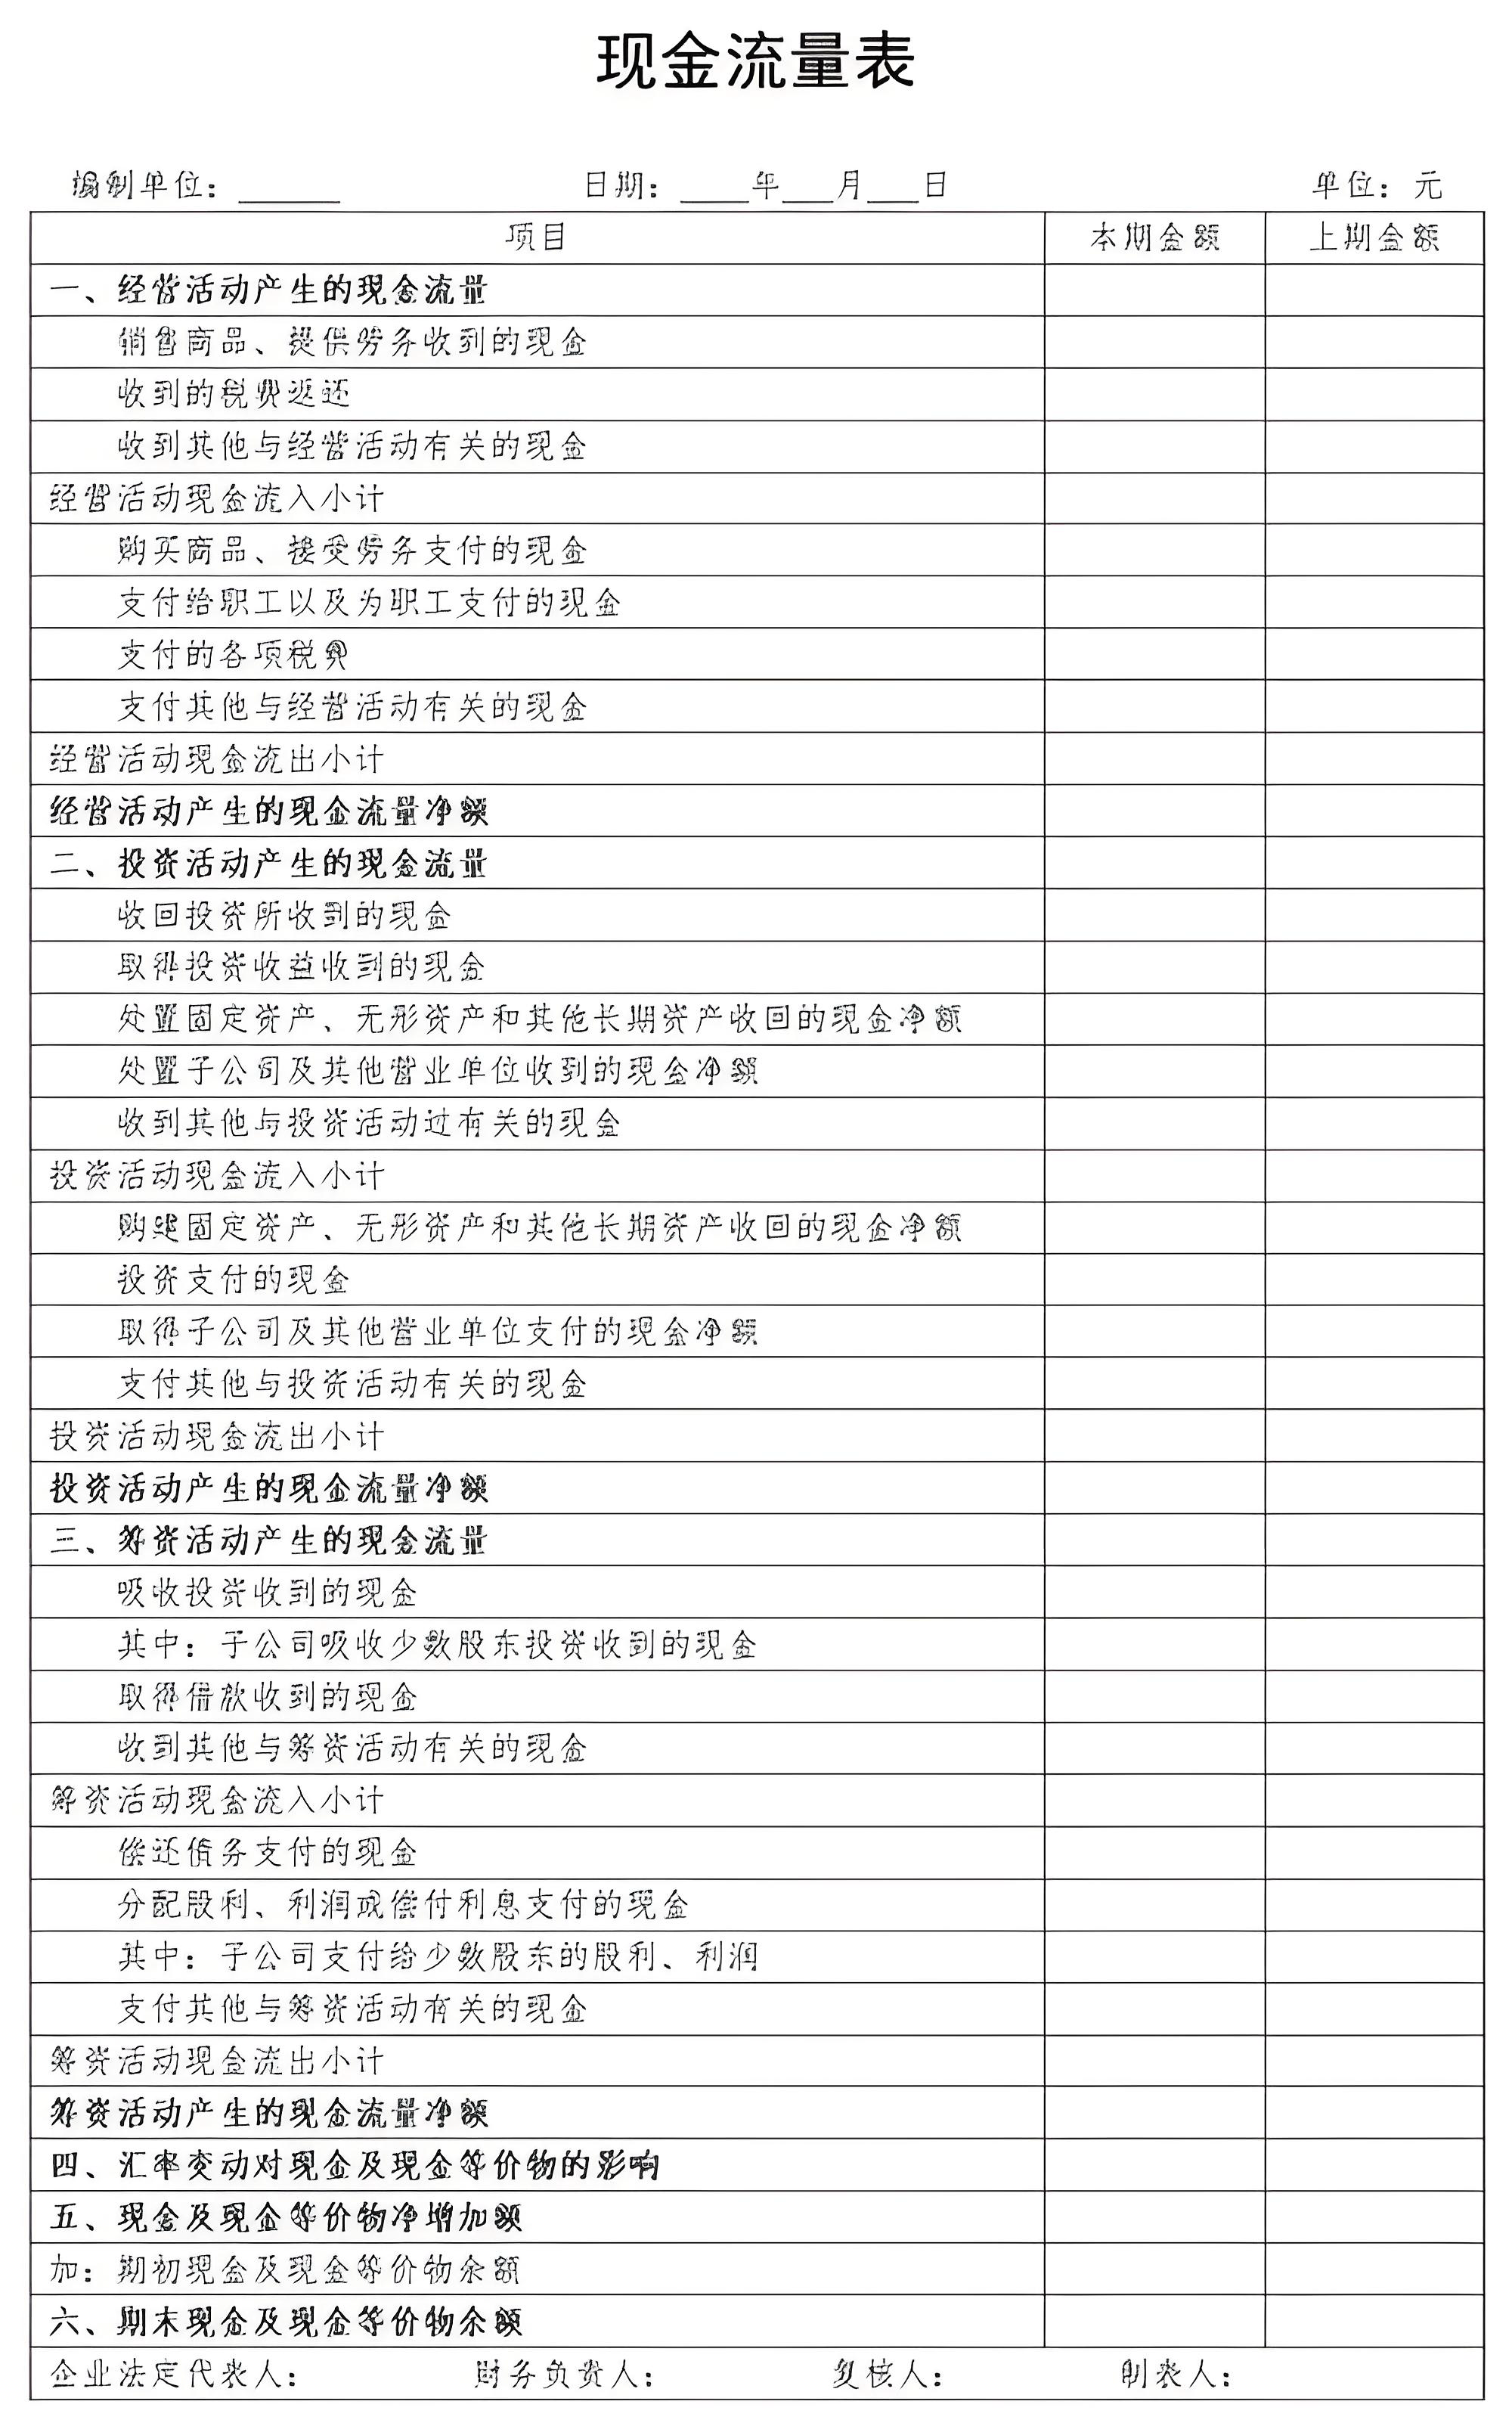 现金流量表
编制单位：______ 日期：____年___月___日 单位：元
项目 本期金额 上期金额
一、经营活动产生的现金流量
销售商品、提供劳务收到的现金
收到的税费返还
收到其他与经营活动有关的现金
经营活动现金流入小计
购买商品、接受劳务支付的现金
支付给职工以及为职工支付的现金
支付的各项税费
支付其他与经营活动有关的现金
经营活动现金流出小计
经营活动产生的现金流量净额
二、投资活动产生的现金流量
收回投资所收到的现金
取得投资收益收到的现金
处置固定资产、无形资产和其他长期资产收回的现金净额
处置子公司及其他营业单位收到的现金净额
收到其他与投资活动过有关的现金
投资活动现金流入小计
购建固定资产、无形资产和其他长期资产收回的现金净额
投资支付的现金
取得子公司及其他营业单位支付的现金净额
支付其他与投资活动有关的现金
投资活动现金流出小计
投资活动产生的现金流量净额
三、筹资活动产生的现金流量
吸收投资收到的现金
其中：子公司吸收少数股东投资收到的现金
取得借款收到的现金
收到其他与筹资活动有关的现金
筹资活动现金流入小计
偿还债务支付的现金
分配股利、利润或偿付利息支付的现金
其中：子公司支付给少数股东的股利、利润
支付其他与筹资活动有关的现金
筹资活动现金流出小计
筹资活动产生的现金流量净额
四、汇率变动对现金及现金等价物的影响
五、现金及现金等价物净增加额
加：期初现金及现金等价物余额
六、期末现金及现金等价物余额
企业法定代表人： 财务负责人： 复核人： 制表人：